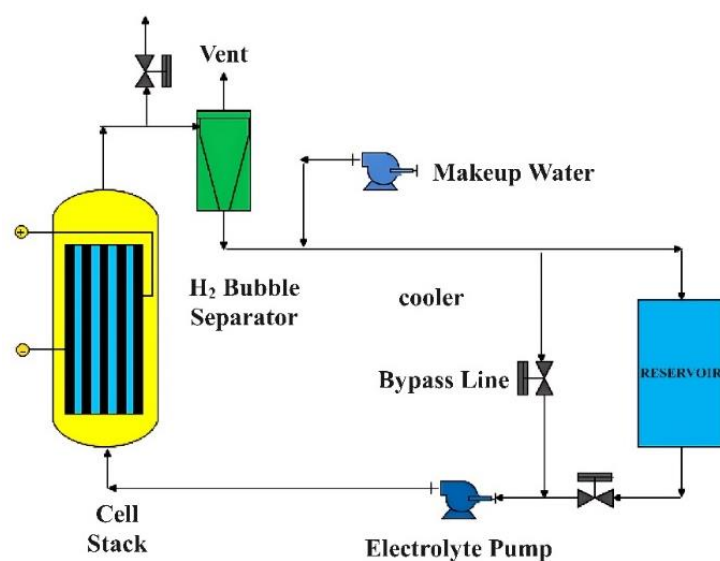 Vent
Makeup Water
+
H₂ Bubble
Separator
cooler
−
Bypass Line
RESERVOIR
Cell
Stack
Electrolyte Pump